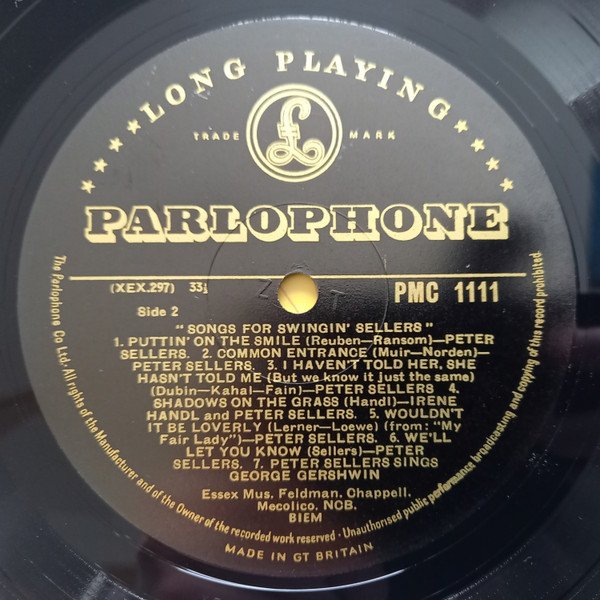 ★★★★LONG PLAYING★★★★
TRADE £ MARK
PARLOPHONE
(XEX.297) 33⅓ PMC 1111
Side 2
Z T
"SONGS FOR SWINGIN' SELLERS"
1. PUTTIN' ON THE SMILE (Reuben—Ransom)—PETER
SELLERS. 2. COMMON ENTRANCE (Muir—Norden)—
PETER SELLERS. 3. I HAVEN'T TOLD HER, SHE
HASN'T TOLD ME (But we know it just the same)
(Dubin—Kahal—Fain)—PETER SELLERS 4.
SHADOWS ON THE GRASS (Handl)—IRENE
HANDL and PETER SELLERS. 5. WOULDN'T
IT BE LOVERLY (Lerner—Loewe) (from: "My
Fair Lady")—PETER SELLERS. 6. WE'LL
LET YOU KNOW (Sellers)—PETER
SELLERS. 7. PETER SELLERS SINGS
GEORGE GERSHWIN
Essex Mus. Feldman, Chappell,
Mecolico, NCB.
BIEM
The Parlophone Co Ltd. All rights of the Manufacturer and of the Owner of the recorded work reserved · Unauthorised public performance broadcasting and copying of this record prohibited.
MADE IN GT BRITAIN